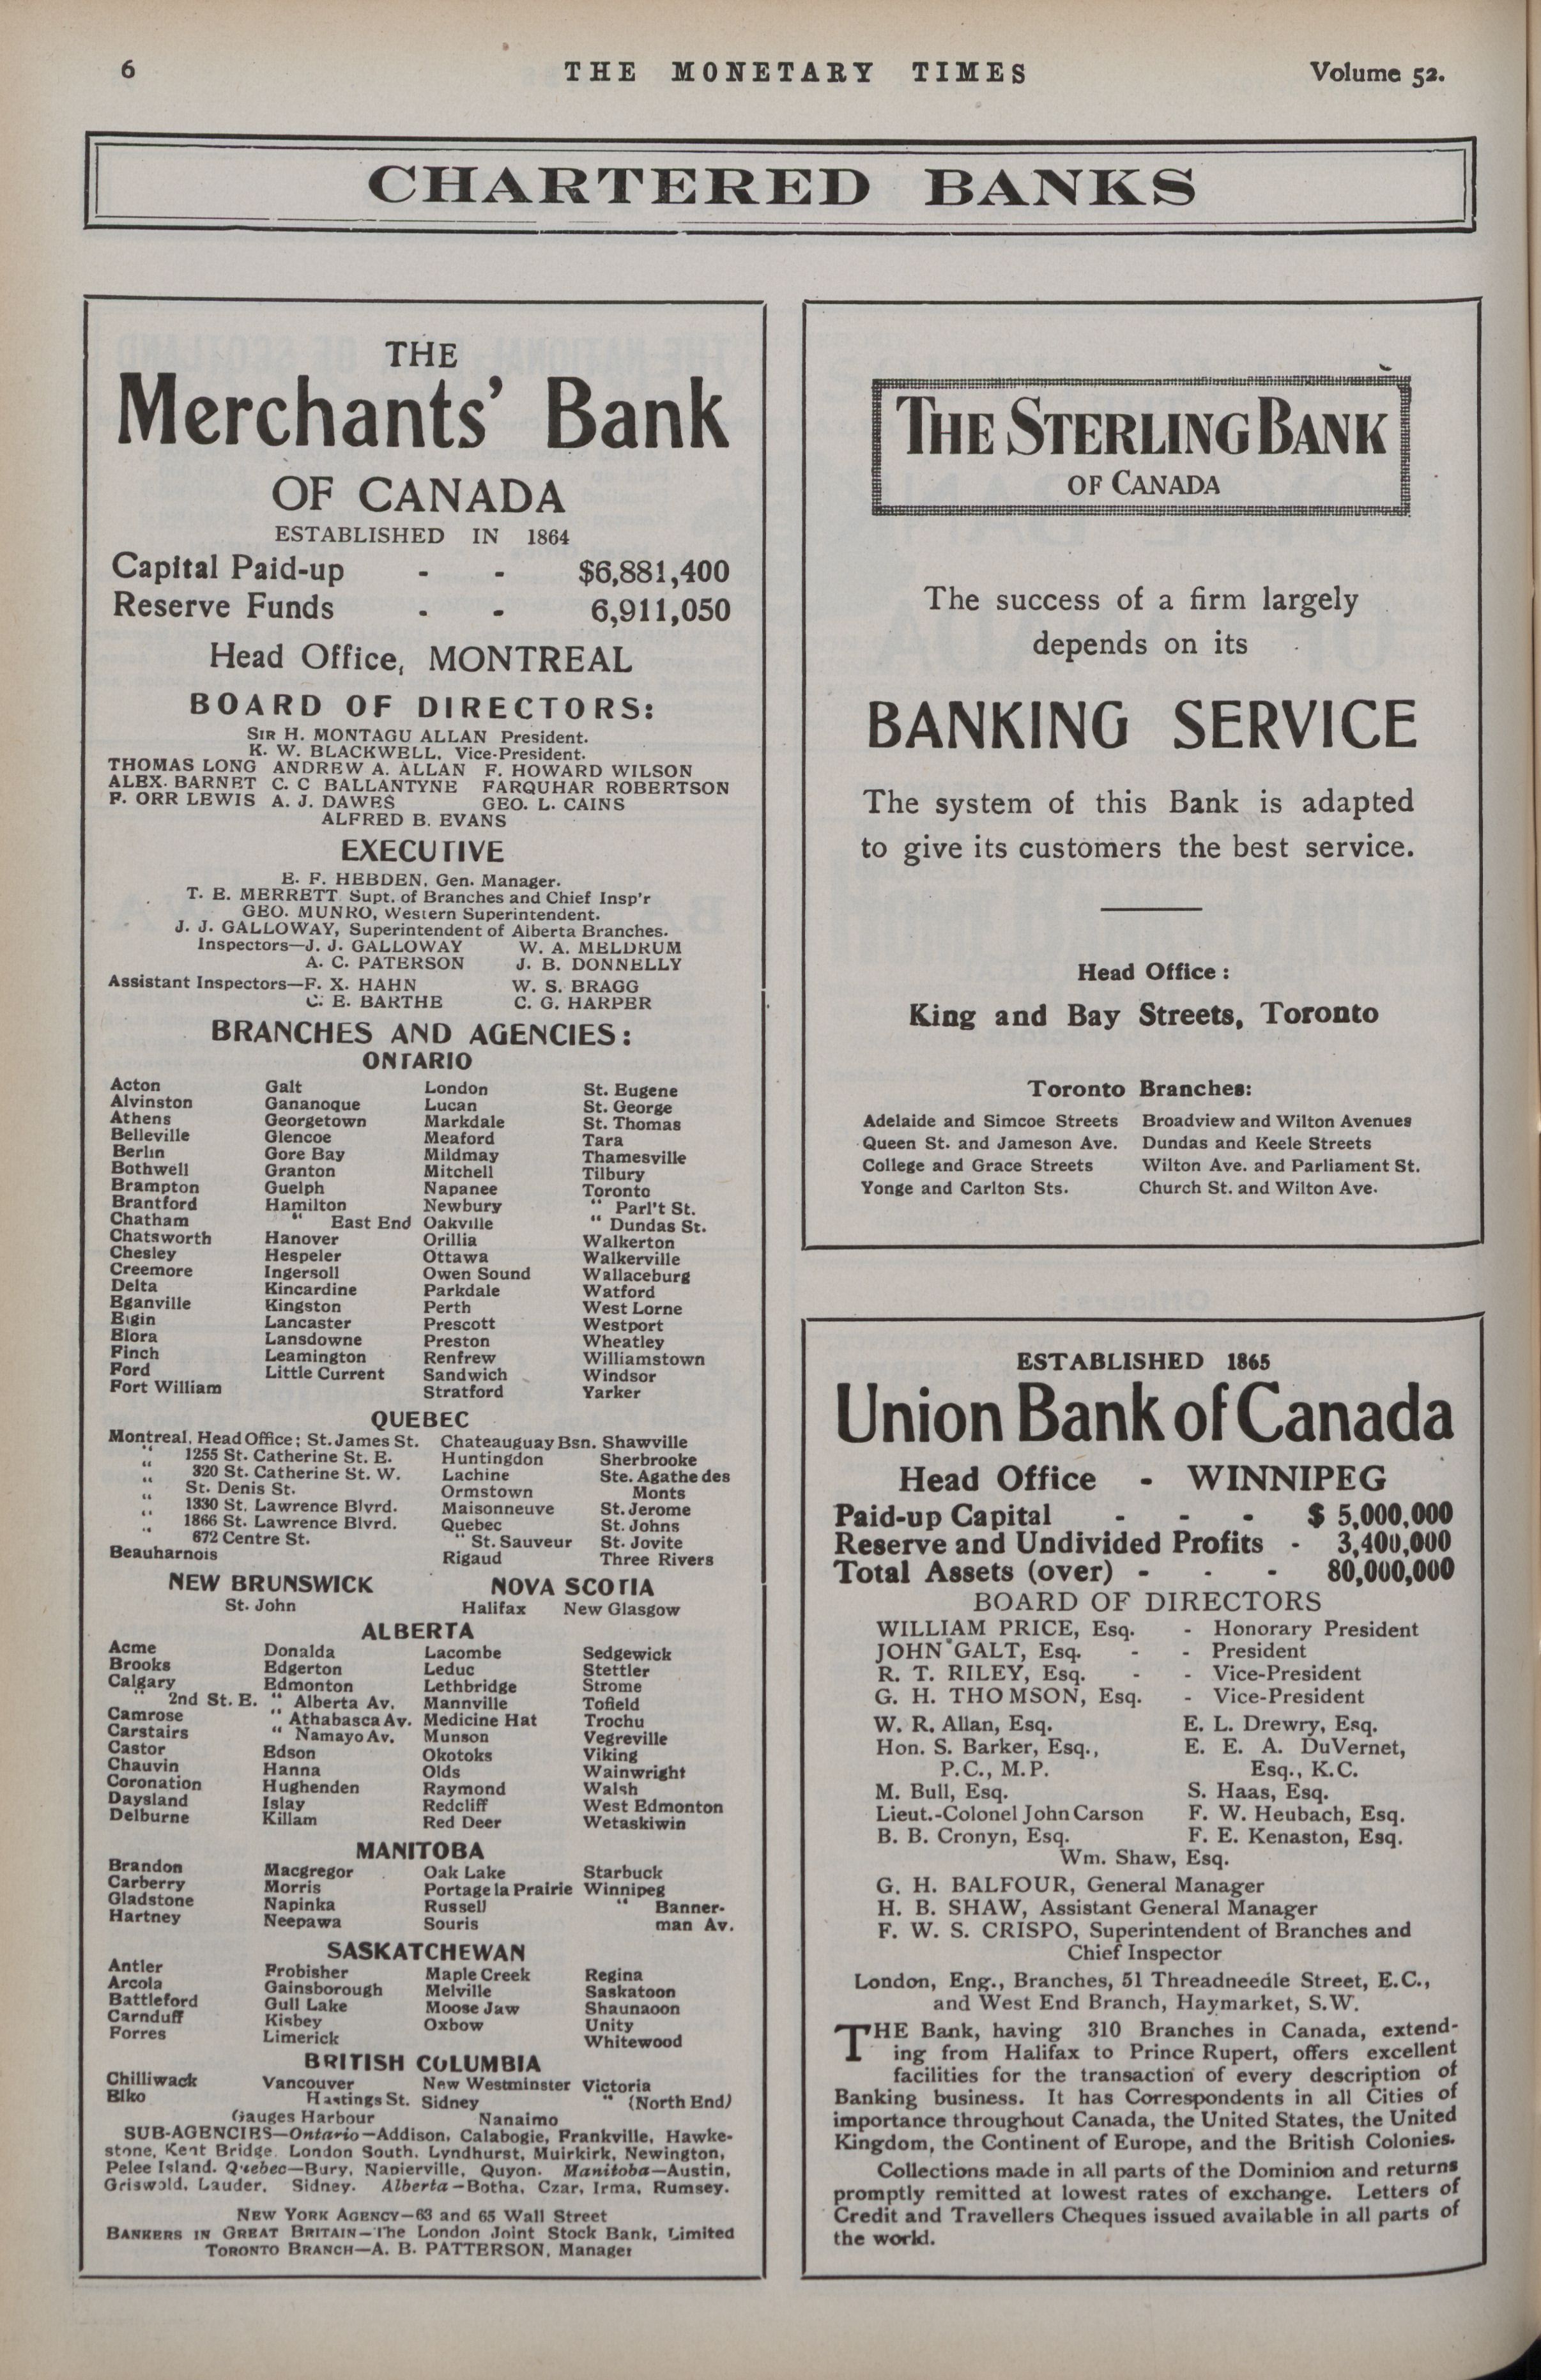 6 THE MONETARY TIMES Volume 52.
CHARTERED BANKS
THE
Merchants' Bank
OF CANADA
ESTABLISHED IN 1864
Capital Paid-up - - $6,881,400
Reserve Funds - - 6,911,050
Head Office, MONTREAL
BOARD OF DIRECTORS:
SIR H. MONTAGU ALLAN President.
K. W. BLACKWELL, Vice-President.
THOMAS LONG ANDREW A. ALLAN F. HOWARD WILSON
ALEX. BARNET C. C BALLANTYNE FARQUHAR ROBERTSON
F. ORR LEWIS A. J. DAWES GEO. L. CAINS
ALFRED B. EVANS
EXECUTIVE
E. F. HEBDEN, Gen. Manager.
T. E. MERRETT Supt. of Branches and Chief Insp'r
GEO. MUNRO, Western Superintendent.
J. J. GALLOWAY, Superintendent of Alberta Branches.
Inspectors—J. J. GALLOWAY W. A. MELDRUM
A. C. PATERSON J. B. DONNELLY
Assistant Inspectors—F. X. HAHN W. S. BRAGG
C. E. BARTHE C. G. HARPER
BRANCHES AND AGENCIES:
ONTARIO
Acton Galt London St. Eugene
Alvinston Gananoque Lucan St. George
Athens Georgetown Markdale St. Thomas
Belleville Glencoe Meaford Tara
Berlin Gore Bay Mildmay Thamesville
Bothwell Granton Mitchell Tilbury
Brampton Guelph Napanee Toronto
Brantford Hamilton Newbury " Parl't St.
Chatham " East End Oakville " Dundas St.
Chatsworth Hanover Orillia Walkerton
Chesley Hespeler Ottawa Walkerville
Creemore Ingersoll Owen Sound Wallaceburg
Delta Kincardine Parkdale Watford
Eganville Kingston Perth West Lorne
Elgin Lancaster Prescott Westport
Elora Lansdowne Preston Wheatley
Finch Leamington Renfrew Williamstown
Ford Little Current Sandwich Windsor
Fort William Stratford Yarker
QUEBEC
Montreal, Head Office; St. James St. Chateauguay Bsn. Shawville
" 1255 St. Catherine St. E. Huntingdon Sherbrooke
" 320 St. Catherine St. W. Lachine Ste. Agathe des
" St. Denis St. Ormstown Monts
" 1330 St. Lawrence Blvrd. Maisonneuve St. Jerome
" 1866 St. Lawrence Blvrd. Quebec St. Johns
" 672 Centre St. " St. Sauveur St. Jovite
Beauharnois Rigaud Three Rivers
NEW BRUNSWICK NOVA SCOTIA
St. John Halifax New Glasgow
ALBERTA
Acme Donalda Lacombe Sedgewick
Brooks Edgerton Leduc Stettler
Calgary Edmonton Lethbridge Strome
" 2nd St. E. " Alberta Av. Mannville Tofield
Camrose " Athabasca Av. Medicine Hat Trochu
Carstairs " Namayo Av. Munson Vegreville
Castor Edson Okotoks Viking
Chauvin Hanna Olds Wainwright
Coronation Hughenden Raymond Walsh
Daysland Islay Redcliff West Edmonton
Delburne Killam Red Deer Wetaskiwin
MANITOBA
Brandon Macgregor Oak Lake Starbuck
Carberry Morris Portage la Prairie Winnipeg
Gladstone Napinka Russell " Banner-
Hartney Neepawa Souris man Av.
SASKATCHEWAN
Antler Frobisher Maple Creek Regina
Arcola Gainsborough Melville Saskatoon
Battleford Gull Lake Moose Jaw Shaunaoon
Carnduff Kisbey Oxbow Unity
Forres Limerick Whitewood
BRITISH COLUMBIA
Chilliwack Vancouver New Westminster Victoria
Elko Hastings St. Sidney " (North End)
Gauges Harbour Nanaimo
SUB-AGENCIES—Ontario—Addison, Calabogie, Frankville, Hawke-
stone, Kent Bridge, London South, Lyndhurst, Muirkirk, Newington,
Pelee Island. Quebec—Bury, Napierville, Quyon. Manitoba—Austin,
Griswold, Lauder, Sidney. Alberta—Botha, Czar, Irma, Rumsey.
NEW YORK AGENCY—63 and 65 Wall Street
BANKERS IN GREAT BRITAIN—The London Joint Stock Bank, Limited
TORONTO BRANCH—A. B. PATTERSON, Manager
THE STERLING BANK
OF CANADA
The success of a firm largely
depends on its
BANKING SERVICE
The system of this Bank is adapted
to give its customers the best service.
Head Office:
King and Bay Streets, Toronto
Toronto Branches:
Adelaide and Simcoe Streets Broadview and Wilton Avenues
Queen St. and Jameson Ave. Dundas and Keele Streets
College and Grace Streets Wilton Ave. and Parliament St.
Yonge and Carlton Sts. Church St. and Wilton Ave.
ESTABLISHED 1865
Union Bank of Canada
Head Office - WINNIPEG
Paid-up Capital - - - $ 5,000,000
Reserve and Undivided Profits - 3,400,000
Total Assets (over) - - - 80,000,000
BOARD OF DIRECTORS
WILLIAM PRICE, Esq. - Honorary President
JOHN GALT, Esq. - - President
R. T. RILEY, Esq. - - Vice-President
G. H. THOMSON, Esq. - Vice-President
W. R. Allan, Esq. E. L. Drewry, Esq.
Hon. S. Barker, Esq., E. E. A. DuVernet,
P.C., M.P. Esq., K.C.
M. Bull, Esq. S. Haas, Esq.
Lieut.-Colonel John Carson F. W. Heubach, Esq.
B. B. Cronyn, Esq. F. E. Kenaston, Esq.
Wm. Shaw, Esq.
G. H. BALFOUR, General Manager
H. B. SHAW, Assistant General Manager
F. W. S. CRISPO, Superintendent of Branches and
Chief Inspector
London, Eng., Branches, 51 Threadneedle Street, E.C.,
and West End Branch, Haymarket, S.W.
THE Bank, having 310 Branches in Canada, extend-
ing from Halifax to Prince Rupert, offers excellent
facilities for the transaction of every description of
Banking business. It has Correspondents in all Cities of
importance throughout Canada, the United States, the United
Kingdom, the Continent of Europe, and the British Colonies.
Collections made in all parts of the Dominion and returns
promptly remitted at lowest rates of exchange. Letters of
Credit and Travellers Cheques issued available in all parts of
the world.